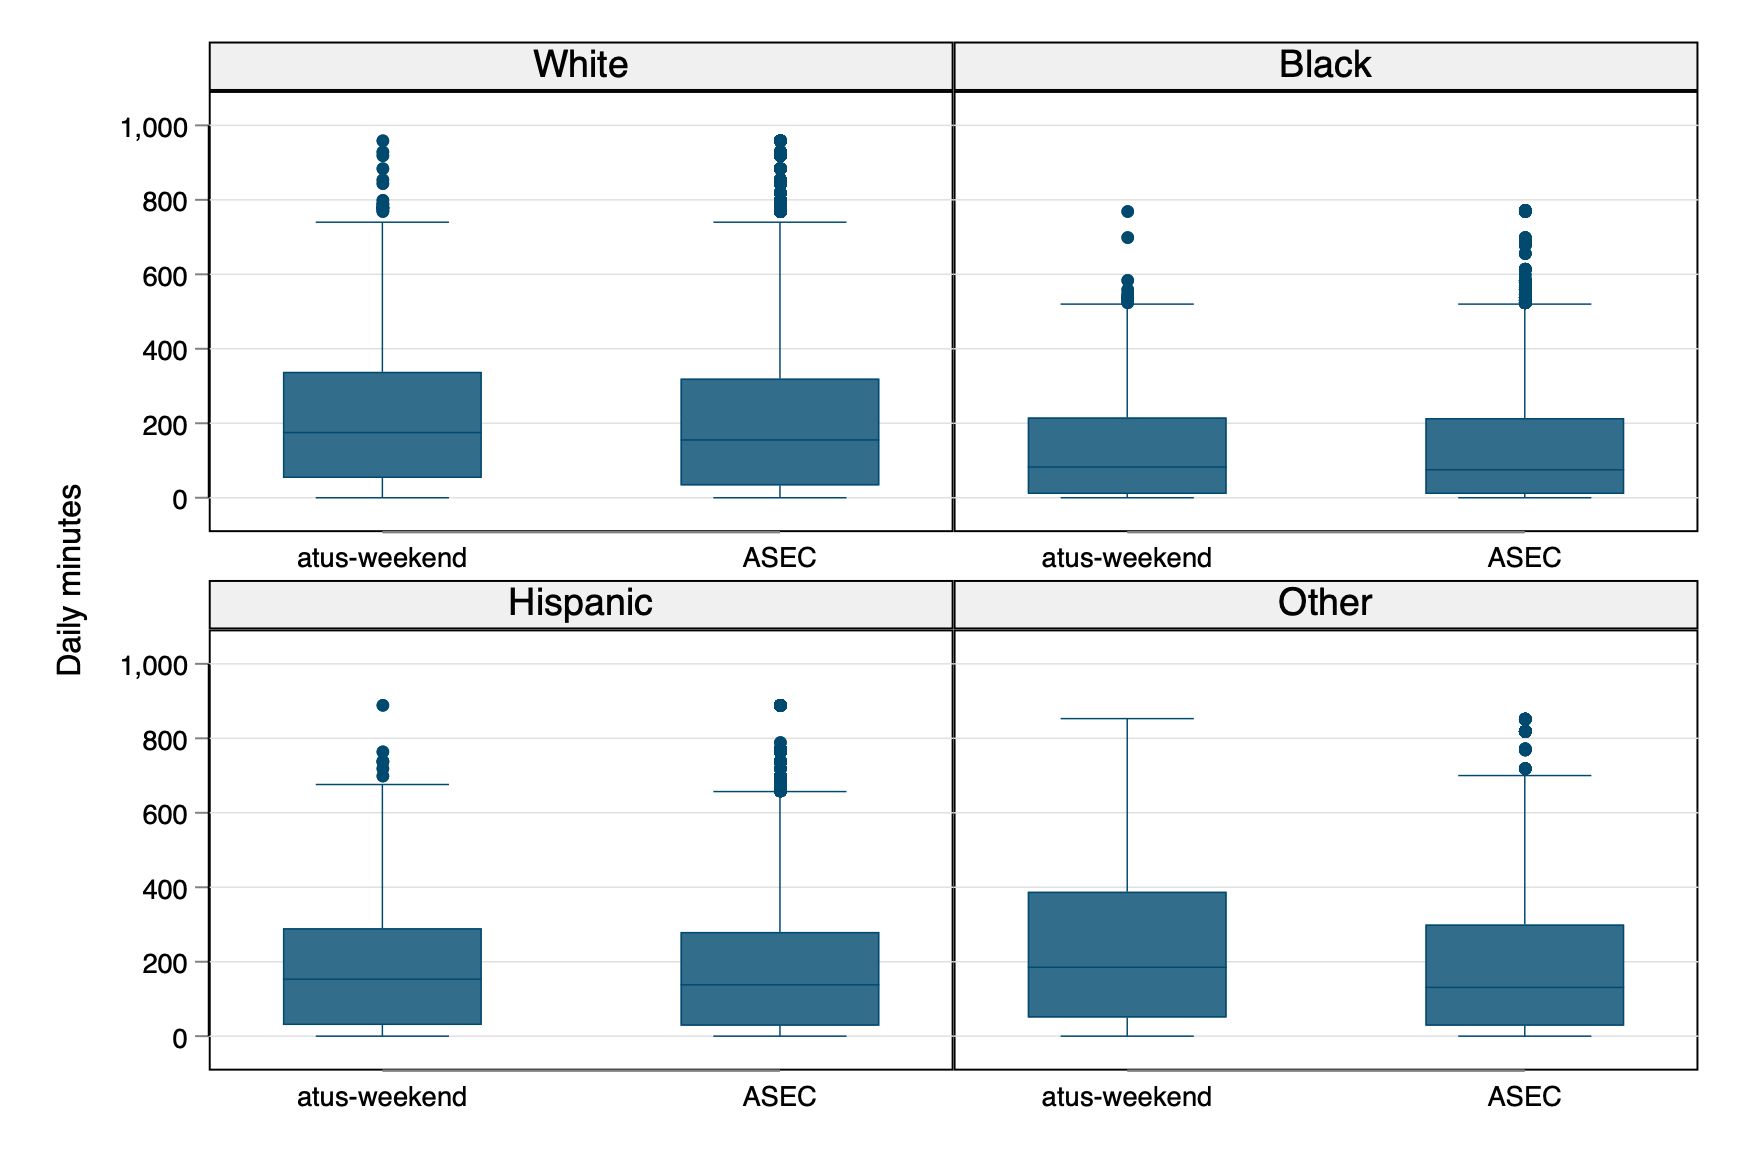 White
Black
1,000
800
600
400
200
0
atus-weekend
ASEC
atus-weekend
ASEC
Daily minutes
Hispanic
Other
1,000
800
600
400
200
0
atus-weekend
ASEC
atus-weekend
ASEC